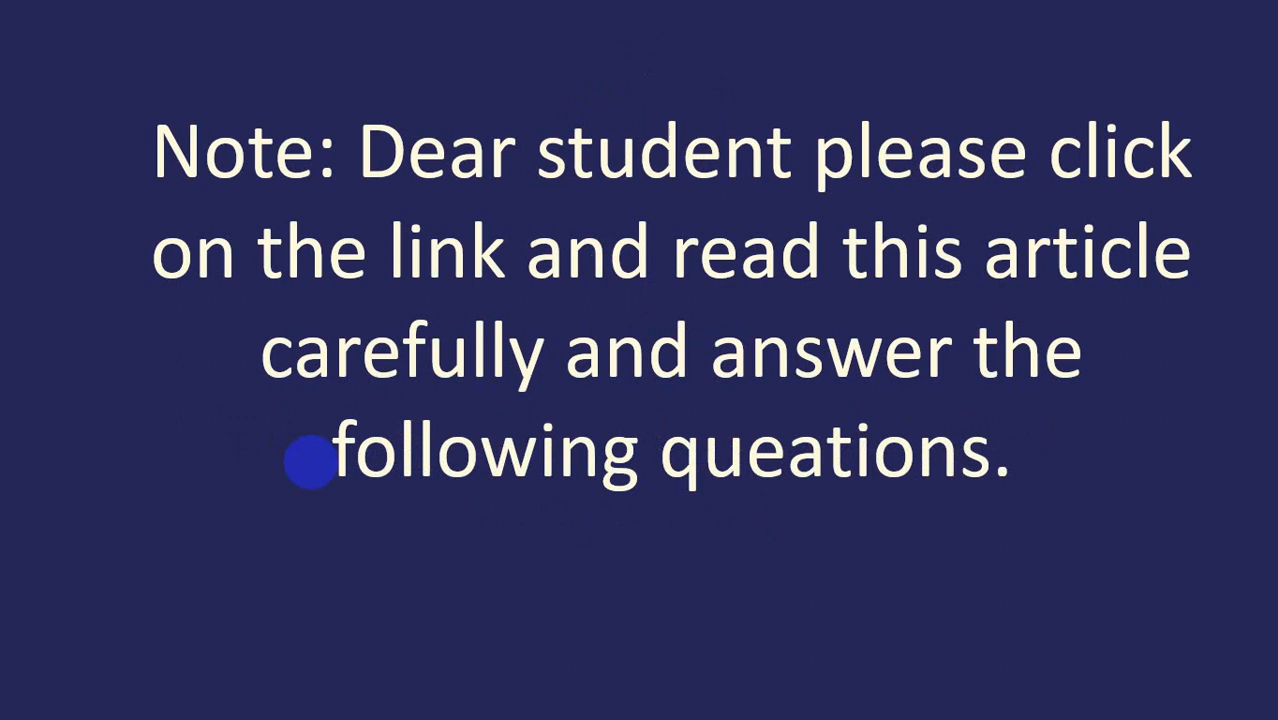 Note: Dear student please click
on the link and read this article
carefully and answer the
following queations.